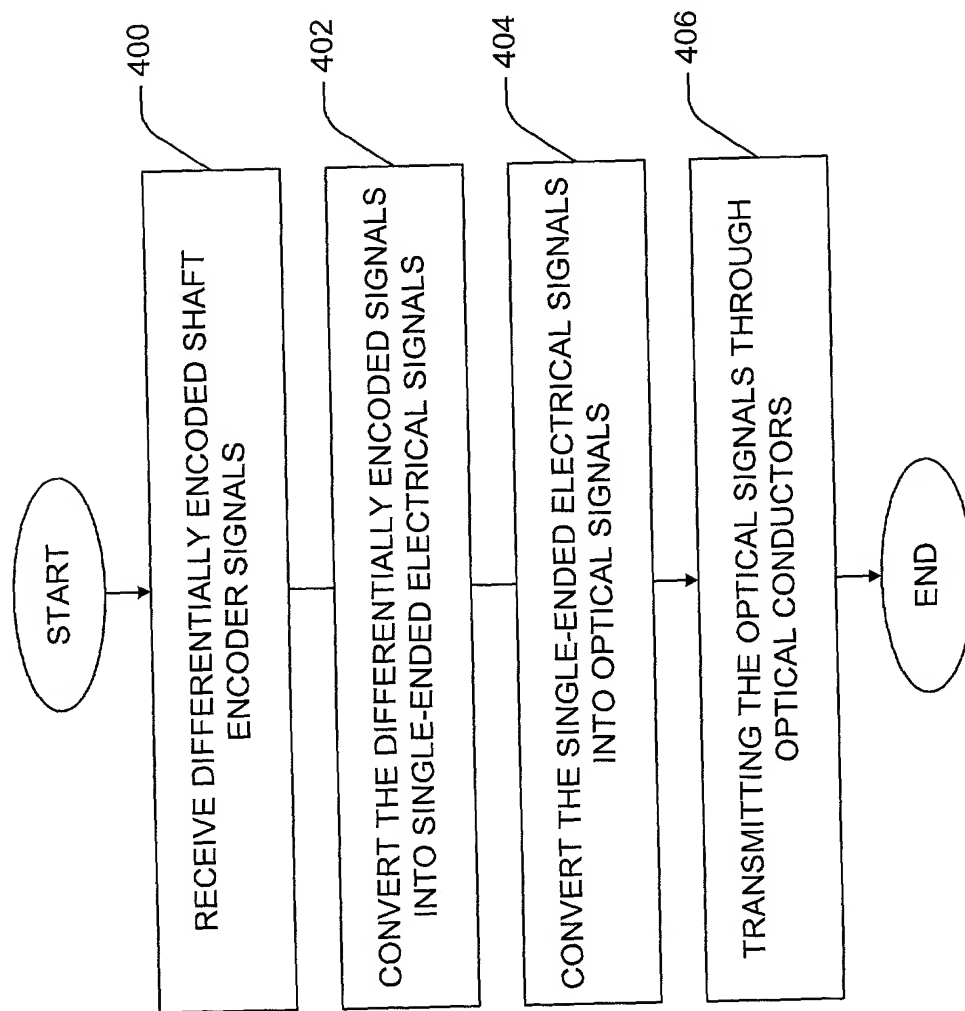 START
400
RECEIVE DIFFERENTIALLY ENCODED SHAFT
ENCODER SIGNALS
402
CONVERT THE DIFFERENTIALLY ENCODED SIGNALS
INTO SINGLE-ENDED ELECTRICAL SIGNALS
404
CONVERT THE SINGLE-ENDED ELECTRICAL SIGNALS
INTO OPTICAL SIGNALS
406
TRANSMITTING THE OPTICAL SIGNALS THROUGH
OPTICAL CONDUCTORS
END